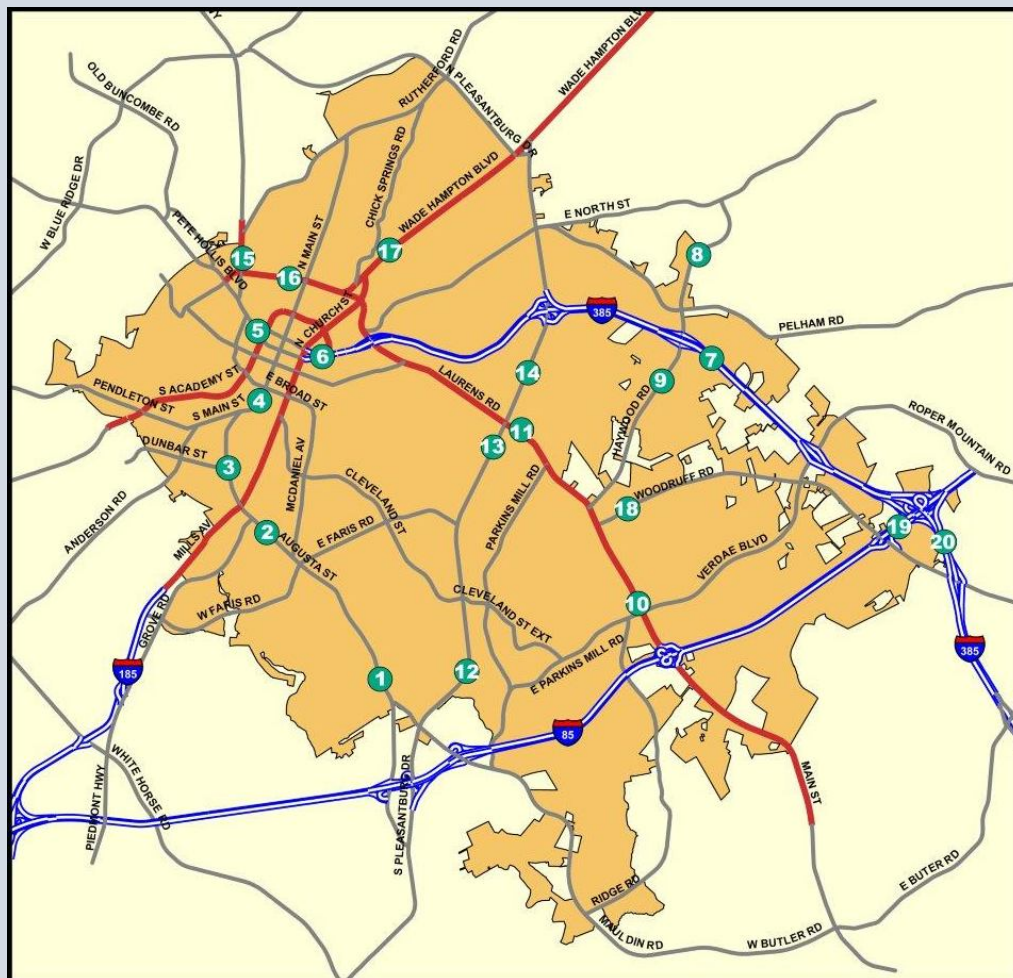 WY
RUTHERFORD RD
N PLEASANTBURG DR
WADE HAMPTON BLV
OLD BUNCOMBE RD
CHICK SPRINGS RD
WADE HAMPTON BLVD
W BLUE RIDGE DR
E NORTH ST
PETE HOLLIS BLVD
N MAIN ST
17
8
15
16
N CHURCH ST
385
PELHAM RD
5
6
7
S ACADEMY ST
E BROAD ST
LAURENS RD
14
9
HAYWOOD RD
PENDLETON ST
S MAIN ST
4
ROPER MOUNTAIN RD
11
13
DUNBAR ST
3
MCDANIEL AV
CLEVELAND ST
PARKINS MILL RD
WOODRUFF RD
18
ANDERSON RD
MILLS AV
2
AUGUSTA ST
E FARIS RD
VERDAE BLVD
19
20
GROVE RD
W FARIS RD
CLEVELAND ST EXT
10
185
1
12
E PARKINS MILL RD
385
85
PIEDMONT HWY
WHITE HORSE RD
S PLEASANTBURG DR
MAIN ST
RIDGE RD
MAULDIN RD
W BUTLER RD
E BUTER RD